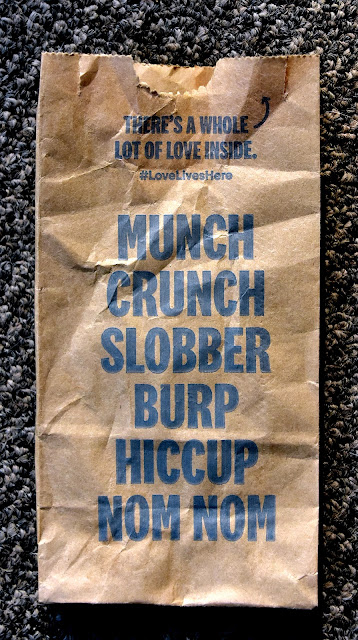 THERE'S A WHOLE
LOT OF LOVE INSIDE.
#LoveLivesHere
MUNCH
CRUNCH
SLOBBER
BURP
HICCUP
NOM NOM